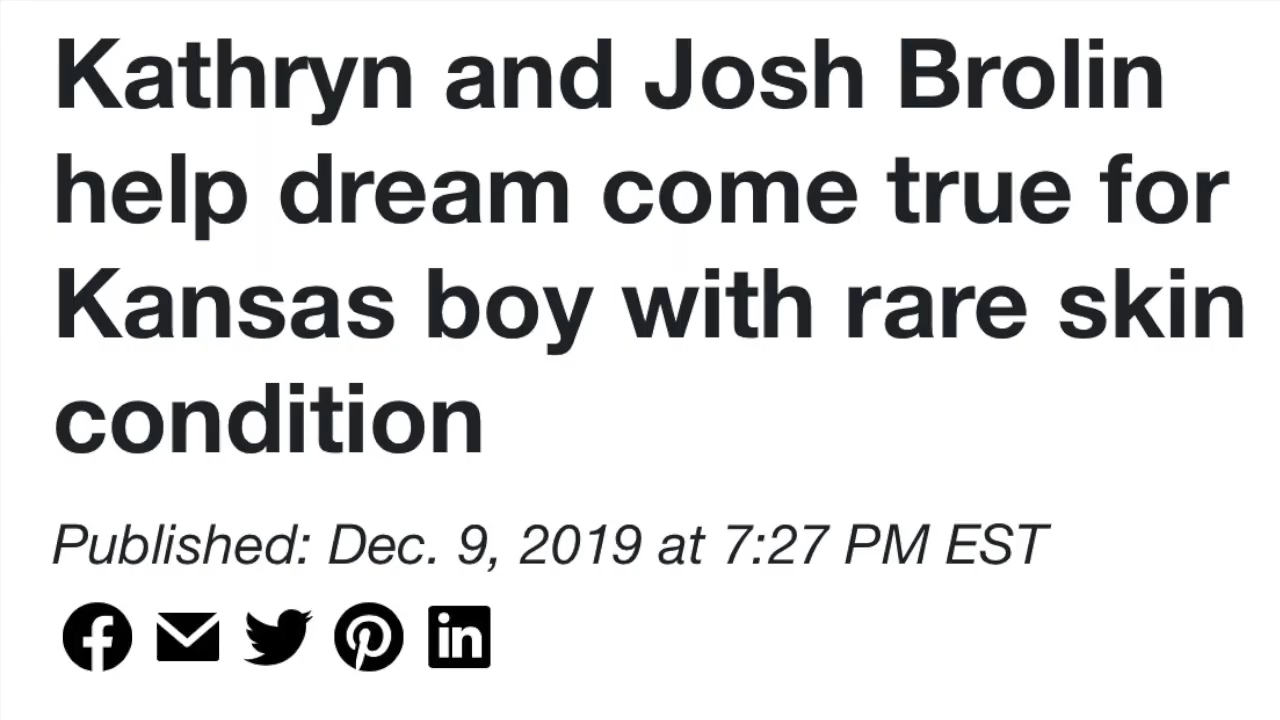 Kathryn and Josh Brolin
help dream come true for
Kansas boy with rare skin
condition
Published: Dec. 9, 2019 at 7:27 PM EST